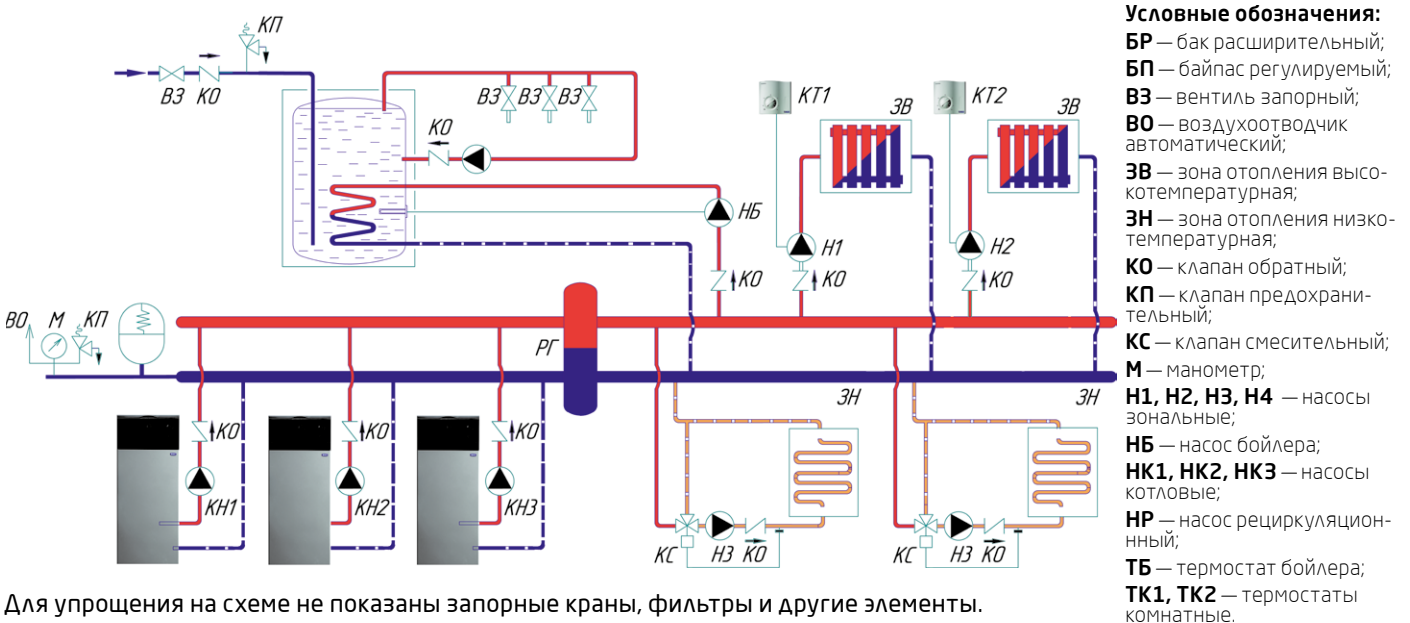 КП
ВЗ КО
ВЗ ВЗ ВЗ
КО
НБ
КО
КТ1
ЗВ
Н1
КО
КТ2
ЗВ
Н2
КО
ВО М КП
РГ
КО
КН1
КО
КН2
КО
КН3
ЗН
КС НЗ КО
ЗН
КС НЗ КО
Для упрощения на схеме не показаны запорные краны, фильтры и другие элементы.
Условные обозначения:
БР — бак расширительный;
БП — байпас регулируемый;
ВЗ — вентиль запорный;
ВО — воздухоотводчик
автоматический;
ЗВ — зона отопления высо-
котемпературная;
ЗН — зона отопления низко-
температурная;
КО — клапан обратный;
КП — клапан предохрани-
тельный;
КС — клапан смесительный;
М — манометр;
Н1, Н2, Н3, Н4 — насосы
зональные;
НБ — насос бойлера;
НК1, НК2, НК3 — насосы
котловые;
НР — насос рециркуляцион-
нный;
ТБ — термостат бойлера;
ТК1, ТК2 — термостаты
комнатные.